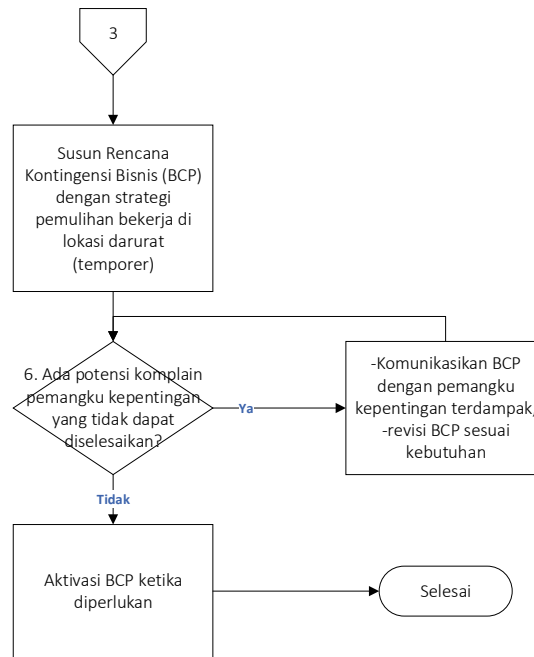 3
Susun Rencana
Kontingensi Bisnis (BCP)
dengan strategi
pemulihan bekerja di
lokasi darurat
(temporer)
6. Ada potensi komplain
pemangku kepentingan
yang tidak dapat
diselesaikan?
Ya
-Komunikasikan BCP
dengan pemangku
kepentingan terdampak,
-revisi BCP sesuai
kebutuhan
Tidak
Aktivasi BCP ketika
diperlukan
Selesai